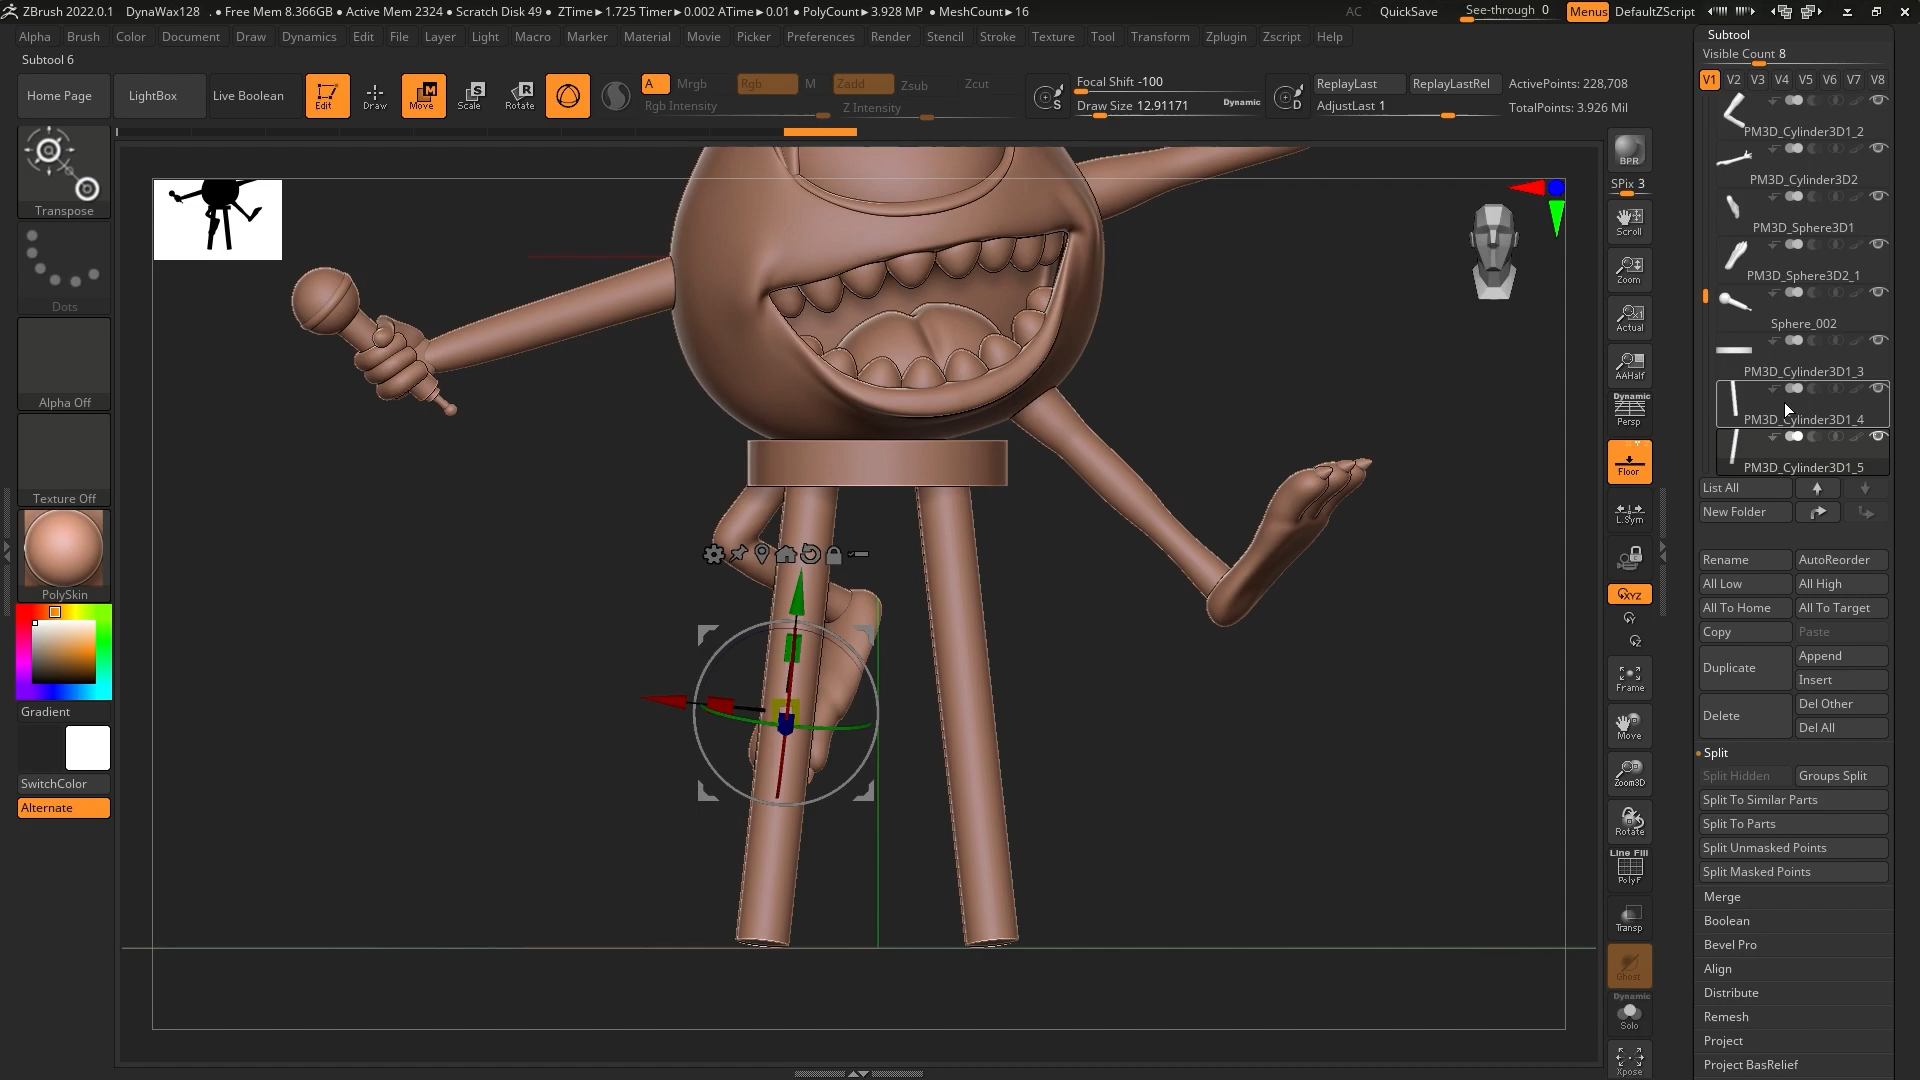 ZBrush 2022.0.1 DynaWax128 . • Free Mem 8.366GB • Active Mem 2324 • Scratch Disk 49 • ZTime▸1.725 Timer▸0.002 ATime▸0.01 • PolyCount▸3.928 MP • MeshCount▸16 AC QuickSave See-through 0 Menus DefaultZScript
Alpha Brush Color Document Draw Dynamics Edit File Layer Light Macro Marker Material Movie Picker Preferences Render Stencil Stroke Texture Tool Transform Zplugin Zscript Help
Subtool 6
Home Page
LightBox
Live Boolean
Edit
Draw
Move
Scale
Rotate
A Mrgb Rgb M Zadd Zsub Zcut
Rgb Intensity Z Intensity
S
Focal Shift -100
Draw Size 12.91171 Dynamic
D
ReplayLast ReplayLastRel ActivePoints: 228,708
AdjustLast 1 TotalPoints: 3.926 Mil
Transpose
Dots
Alpha Off
Texture Off
PolySkin
Gradient
SwitchColor
Alternate
BPR
SPix 3
Scroll
Zoom
Actual
AAHalf
Dynamic
Persp
Floor
L.Sym
XYZ
Frame
Move
Zoom3D
Rotate
Line Fill
PolyF
Transp
Ghost
Dynamic
Solo
Xpose
Subtool
Visible Count 8
V1 V2 V3 V4 V5 V6 V7 V8
PM3D_Cylinder3D1_2
PM3D_Cylinder3D2
PM3D_Sphere3D1
PM3D_Sphere3D2_1
Sphere_002
PM3D_Cylinder3D1_3
PM3D_Cylinder3D1_4
PM3D_Cylinder3D1_5
List All
New Folder
Rename AutoReorder
All Low All High
All To Home All To Target
Copy Paste
Duplicate Append
Insert
Delete Del Other
Del All
Split
Split Hidden Groups Split
Split To Similar Parts
Split To Parts
Split Unmasked Points
Split Masked Points
Merge
Boolean
Bevel Pro
Align
Distribute
Remesh
Project
Project BasRelief